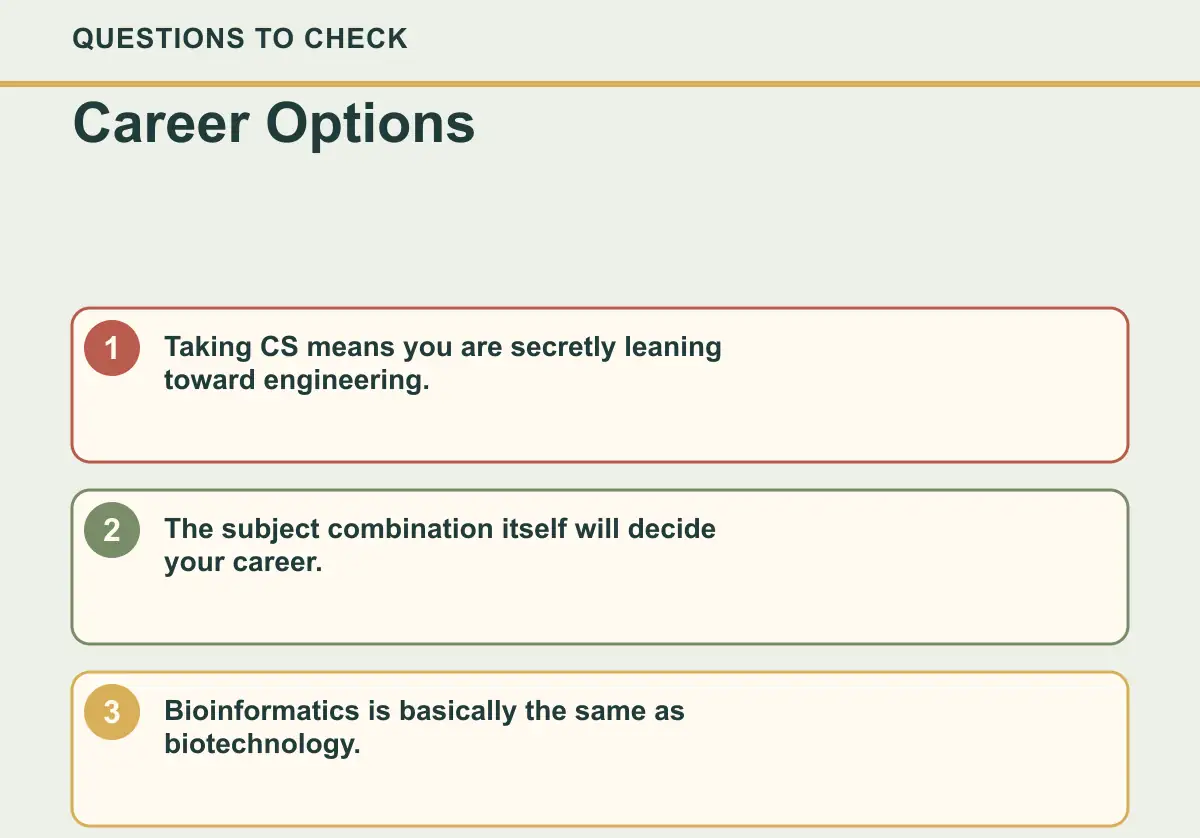 QUESTIONS TO CHECK
Career Options
1
Taking CS means you are secretly leaning
toward engineering.
2
The subject combination itself will decide
your career.
3
Bioinformatics is basically the same as
biotechnology.